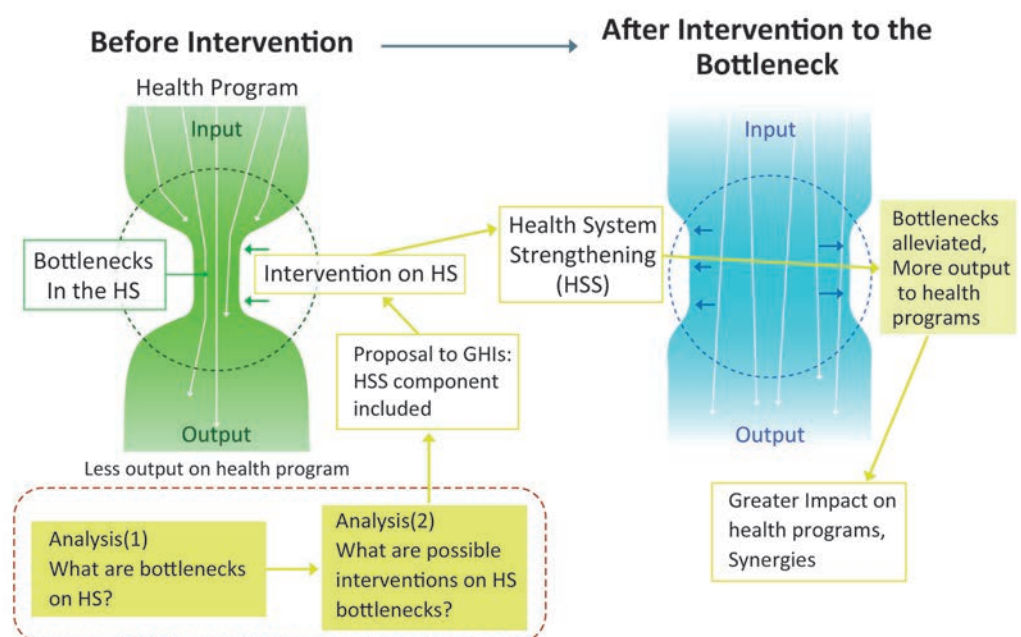 Before Intervention
After Intervention to the
Bottleneck
Health Program
Input
Bottlenecks
In the HS
Intervention on HS
Proposal to GHIs:
HSS component
included
Output
Less output on health program
Analysis(1)
What are bottlenecks
on HS?
Analysis(2)
What are possible
interventions on HS
bottlenecks?
Health System
Strengthening
(HSS)
Input
Output
Bottlenecks
alleviated,
More output
to health
programs
Greater Impact on
health programs,
Synergies